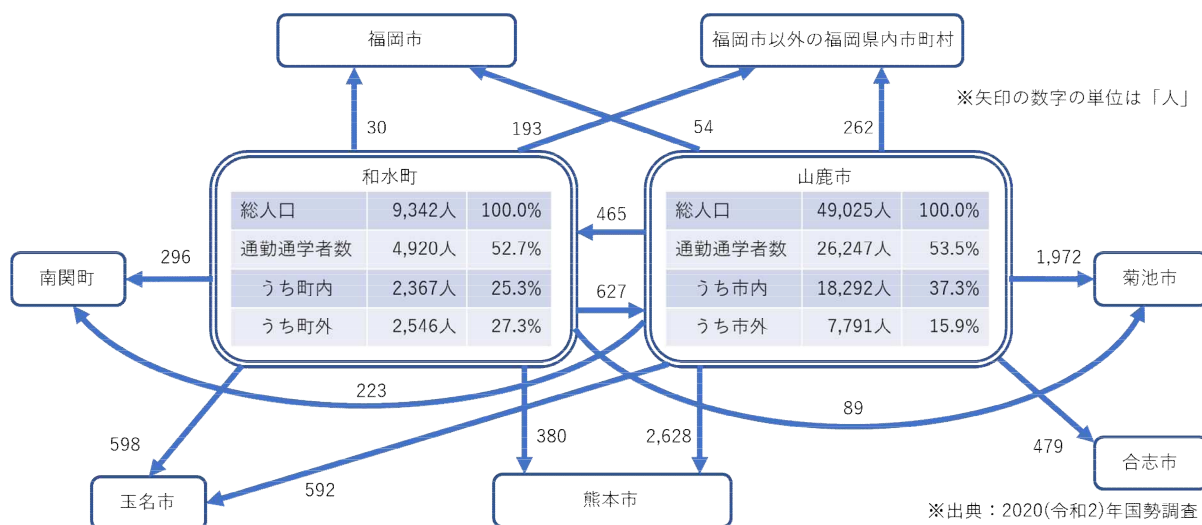 福岡市
福岡市以外の福岡県内市町村
※矢印の数字の単位は「人」
30
193
54
262
和水町
総人口 9,342人 100.0%
通勤通学者数 4,920人 52.7%
うち町内 2,367人 25.3%
うち町外 2,546人 27.3%
465
627
山鹿市
総人口 49,025人 100.0%
通勤通学者数 26,247人 53.5%
うち市内 18,292人 37.3%
うち市外 7,791人 15.9%
296
南関町
1,972
菊池市
223
89
598
380
2,628
479
合志市
592
玉名市
熊本市
※出典：2020(令和2)年国勢調査